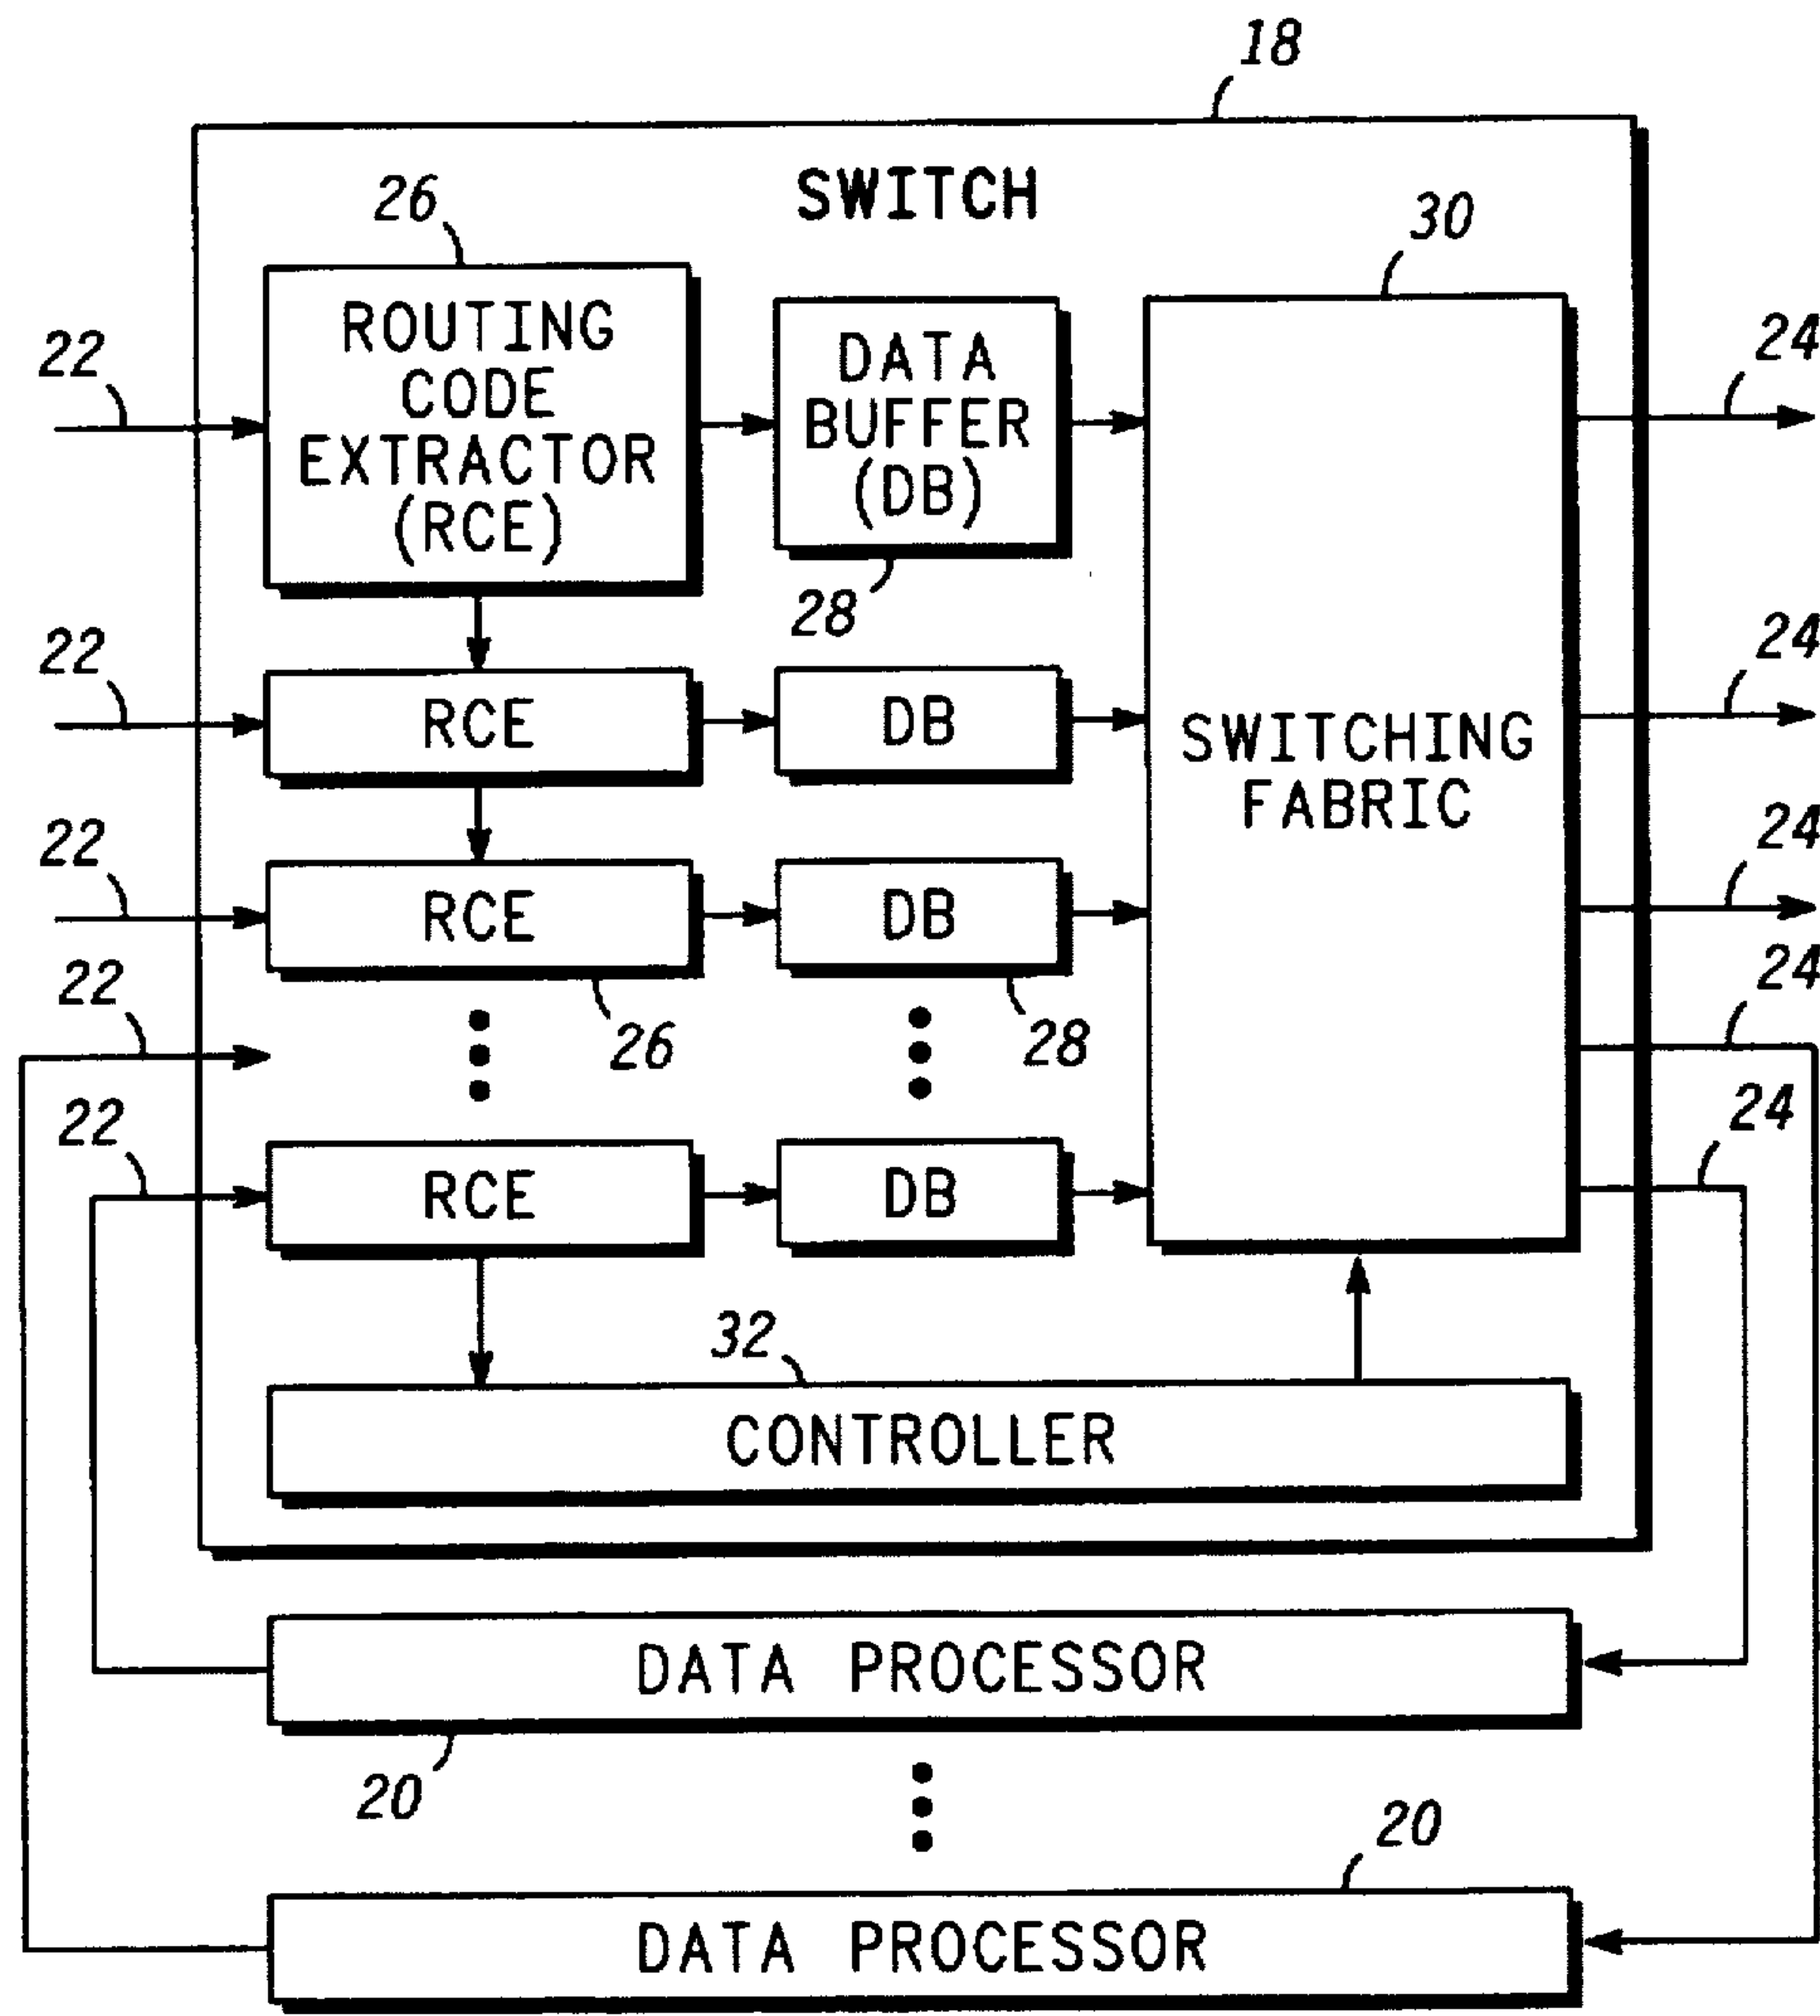 18
SWITCH
26
30
ROUTING
CODE
EXTRACTOR
(RCE)
DATA
BUFFER
(DB)
22
24
28
22
24
RCE
DB
SWITCHING
FABRIC
22
24
RCE
DB
22
24
26
28
22
24
RCE
DB
32
CONTROLLER
DATA PROCESSOR
20
20
DATA PROCESSOR